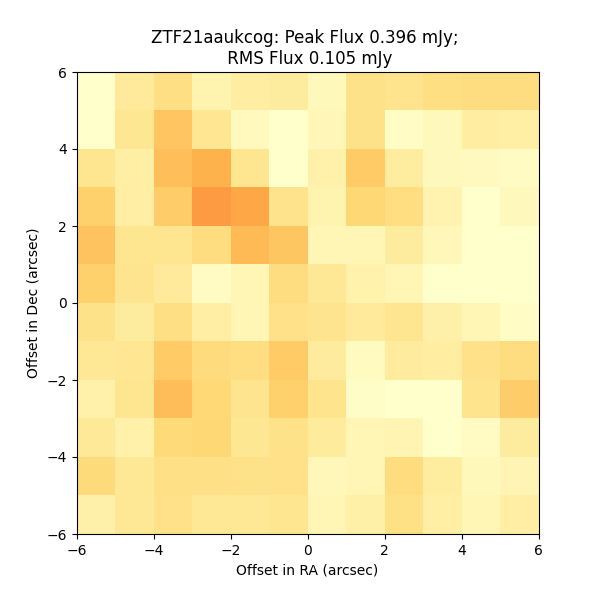 ZTF21aaukcog: Peak Flux 0.396 mJy;
RMS Flux 0.105 mJy
6
4
2
0
−2
−4
−6
Offset in Dec (arcsec)
−6 −4 −2 0 2 4 6
Offset in RA (arcsec)